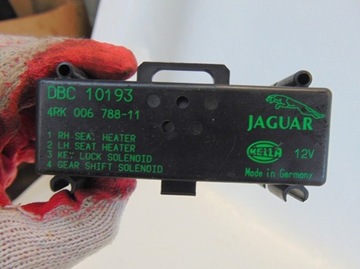 DBC 10193
4RK 006 788-11
1 RH SEAT HEATER
2 LH SEAT HEATER
3 KEY LOCK SOLENOID
4 GEAR SHIFT SOLENOID
JAGUAR
HELLA
12V
Made in Germany